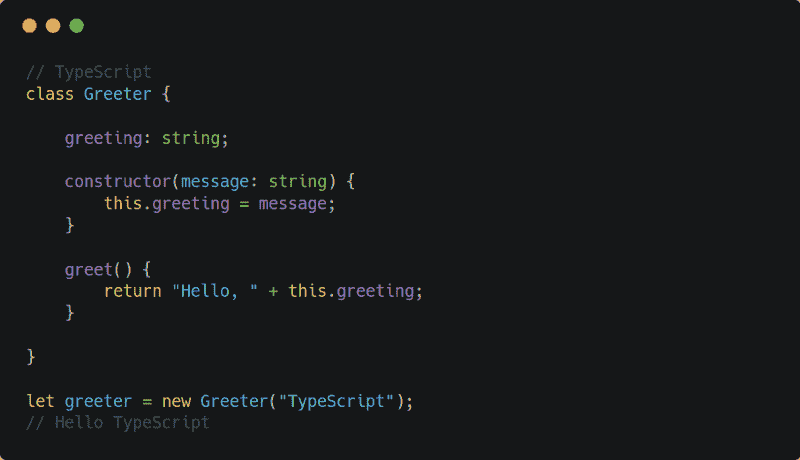 // TypeScript
class Greeter {
greeting: string;
constructor(message: string) {
this.greeting = message;
}
greet() {
return "Hello, " + this.greeting;
}
}
let greeter = new Greeter("TypeScript");
// Hello TypeScript